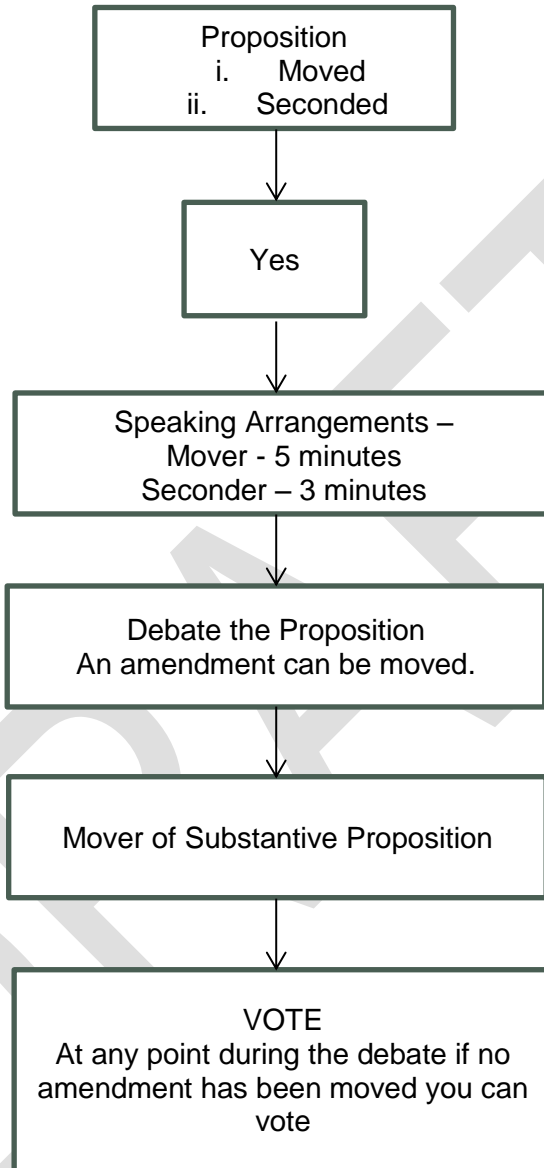 Proposition
i. Moved
ii. Seconded
Yes
Speaking Arrangements –
Mover - 5 minutes
Seconder – 3 minutes
Debate the Proposition
An amendment can be moved.
Mover of Substantive Proposition
VOTE
At any point during the debate if no
amendment has been moved you can
vote
DRAFT